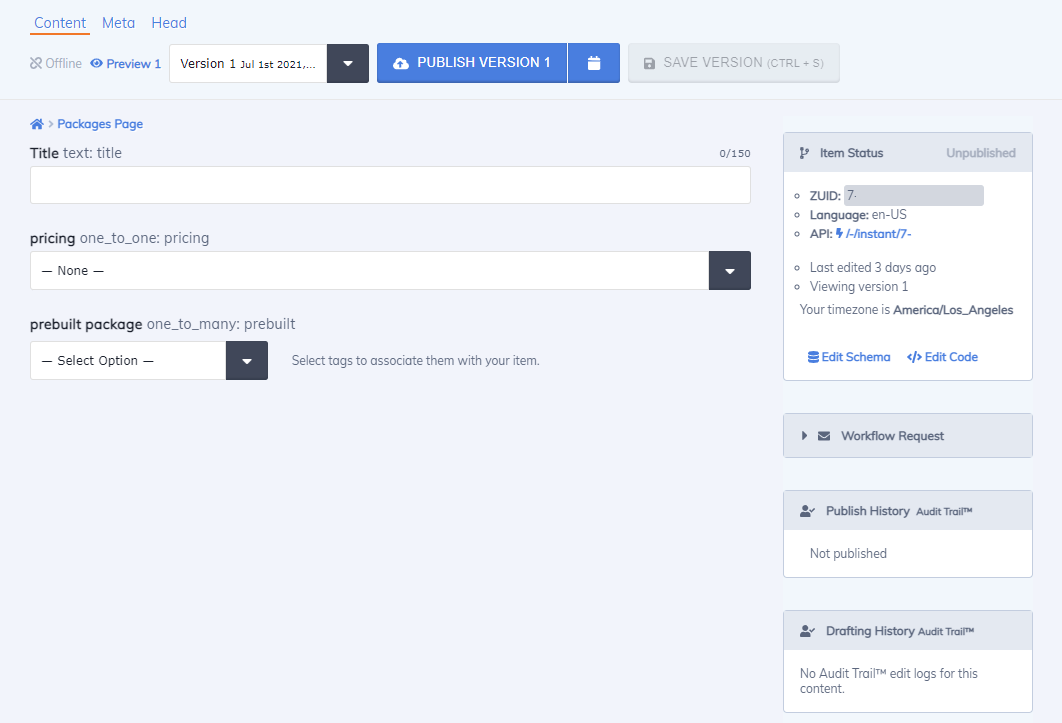 Content Meta Head
Offline Preview 1 Version 1 Jul 1st 2021,... PUBLISH VERSION 1 SAVE VERSION (CTRL + S)
Packages Page
Title text: title 0/150
pricing one_to_one: pricing
— None —
prebuilt package one_to_many: prebuilt
— Select Option — Select tags to associate them with your item.
Item Status Unpublished
ZUID: 7-
Language: en-US
API: /-/instant/7-
Last edited 3 days ago
Viewing version 1
Your timezone is America/Los_Angeles
Edit Schema Edit Code
Workflow Request
Publish History Audit Trail™
Not published
Drafting History Audit Trail™
No Audit Trail™ edit logs for this
content.